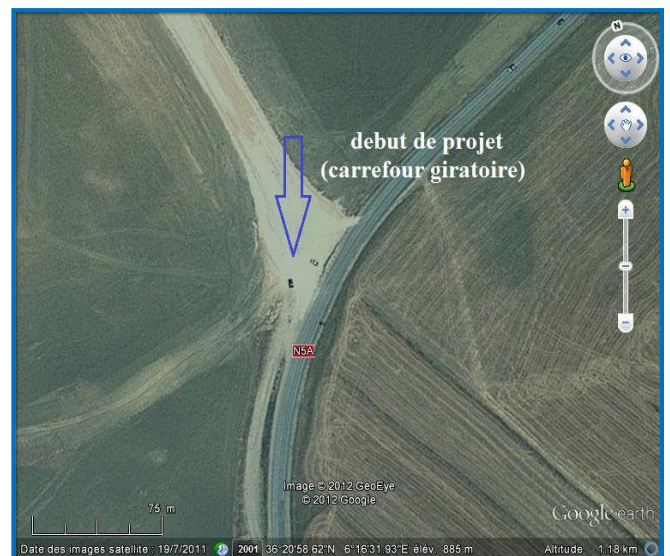 N
debut de projet
(carrefour giratoire)
N5A
Image © 2012 GeoEye
© 2012 Google
75 m
Google earth
Date des images satellite : 19/7/2011 2001 36°20'58.62"N 6°16'31.93"E élév. 885 m Altitude 1.18 km